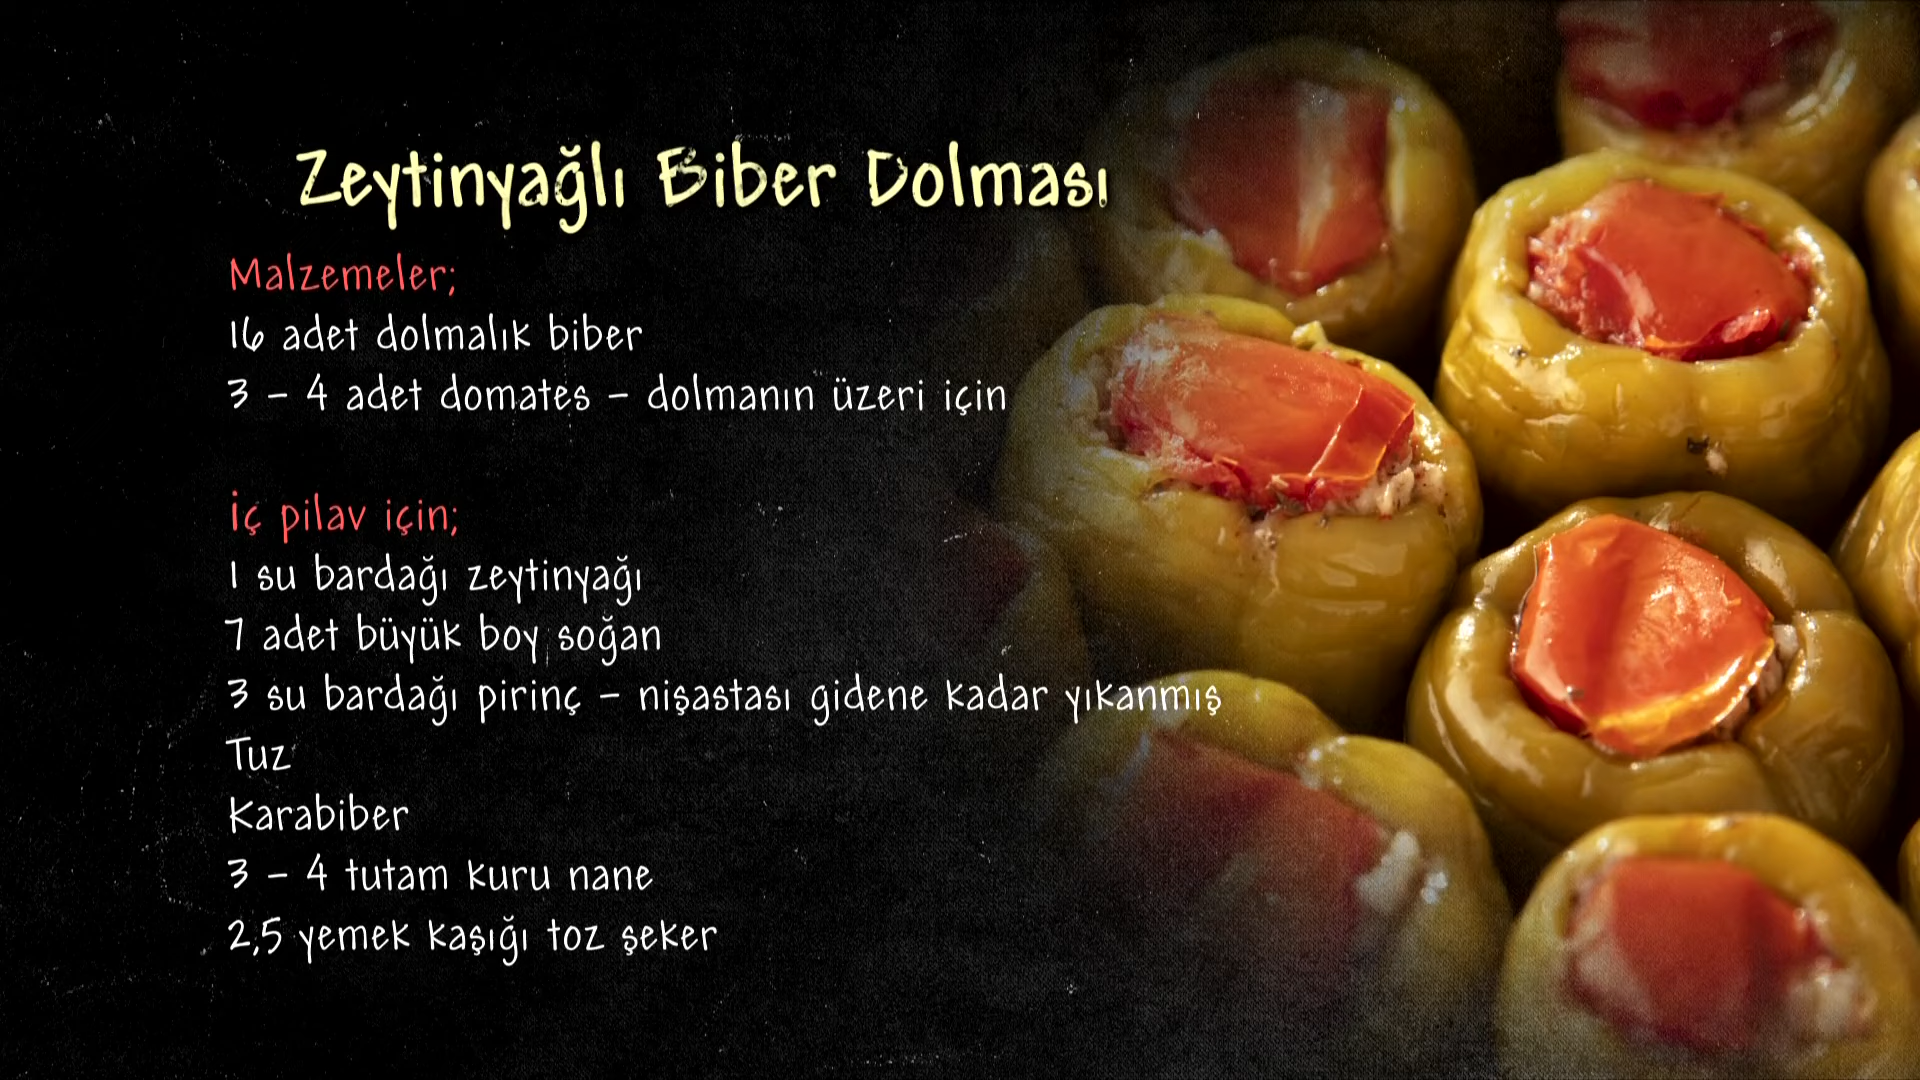 Zeytinyağlı Biber Dolması
Malzemeler;
16 adet dolmalık biber
3 – 4 adet domates – dolmanın üzeri için
İç pilav için;
1 su bardağı zeytinyağı
7 adet büyük boy soğan
3 su bardağı pirinç – nişastası gidene kadar yıkanmış
Tuz
Karabiber
3 – 4 tutam kuru nane
2,5 yemek kaşığı toz şeker